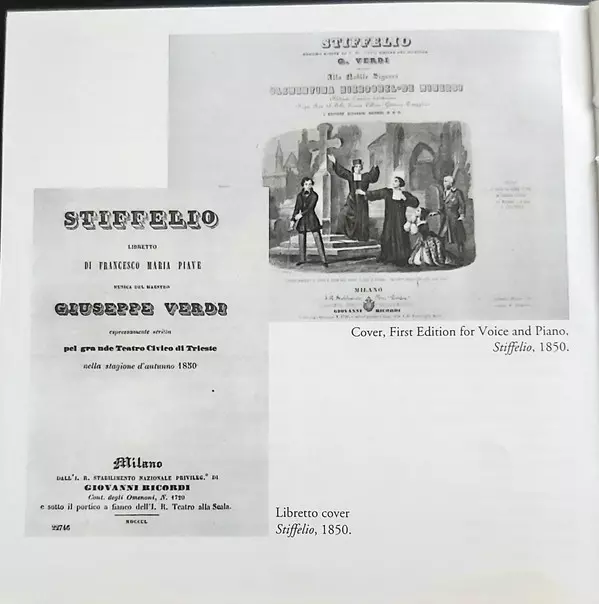 STIFFELIO
G. VERDI
Alla Nobile Signora
MILANO
GIOVANNI RICORDI
Cover, First Edition for Voice and Piano,
Stiffelio, 1850.
STIFFELIO
LIBRETTO
DI FRANCESCO MARIA PIAVE
MUSICA DEL MAESTRO
GIUSEPPE VERDI
espressamente scritta
pel grande Teatro Civico di Trieste
nella stagione d'autunno 1850
Milano
DALL'I. R. STABILIMENTO NAZIONALE PRIVILEG.° DI
GIOVANNI RICORDI
Cont. degli Omenoni, N. 1720
e sotto il portico a fianco dell'I. R. Teatro alla Scala.
MDCCCL
22746
Libretto cover
Stiffelio, 1850.